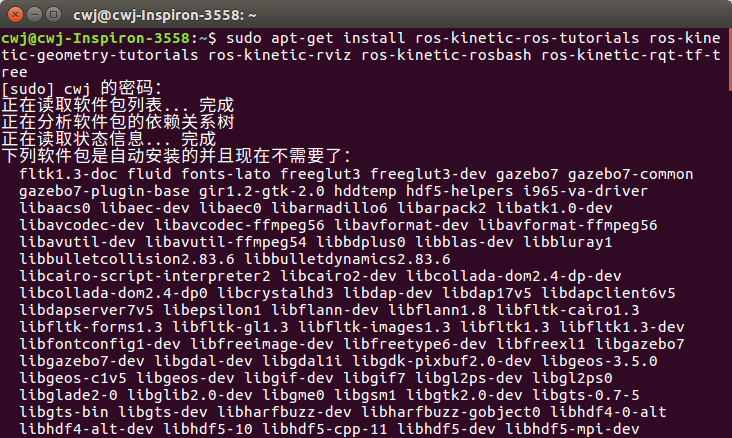 cwj@cwj-Inspiron-3558: ~
cwj@cwj-Inspiron-3558:~$ sudo apt-get install ros-kinetic-ros-tutorials ros-kine
tic-geometry-tutorials ros-kinetic-rviz ros-kinetic-rosbash ros-kinetic-rqt-tf-t
ree
[sudo] cwj 的密码：
正在读取软件包列表... 完成
正在分析软件包的依赖关系树
正在读取状态信息... 完成
下列软件包是自动安装的并且现在不需要了：
fltk1.3-doc fluid fonts-lato freeglut3 freeglut3-dev gazebo7 gazebo7-common
gazebo7-plugin-base gir1.2-gtk-2.0 hddtemp hdf5-helpers i965-va-driver
libaacs0 libaec-dev libaec0 libarmadillo6 libarpack2 libatk1.0-dev
libavcodec-dev libavcodec-ffmpeg56 libavformat-dev libavformat-ffmpeg56
libavutil-dev libavutil-ffmpeg54 libbdplus0 libblas-dev libbluray1
libbulletcollision2.83.6 libbulletdynamics2.83.6
libcairo-script-interpreter2 libcairo2-dev libcollada-dom2.4-dp-dev
libcollada-dom2.4-dp0 libcrystalhd3 libdap-dev libdap17v5 libdapclient6v5
libdapserver7v5 libepsilon1 libflann-dev libflann1.8 libfltk-cairo1.3
libfltk-forms1.3 libfltk-gl1.3 libfltk-images1.3 libfltk1.3 libfltk1.3-dev
libfontconfig1-dev libfreeimage-dev libfreetype6-dev libfreexl1 libgazebo7
libgazebo7-dev libgdal-dev libgdal1i libgdk-pixbuf2.0-dev libgeos-3.5.0
libgeos-c1v5 libgeos-dev libgif-dev libgif7 libgl2ps-dev libgl2ps0
libglade2-0 libglib2.0-dev libgme0 libgsm1 libgtk2.0-dev libgts-0.7-5
libgts-bin libgts-dev libharfbuzz-dev libharfbuzz-gobject0 libhdf4-0-alt
libhdf4-alt-dev libhdf5-10 libhdf5-cpp-11 libhdf5-dev libhdf5-mpi-dev